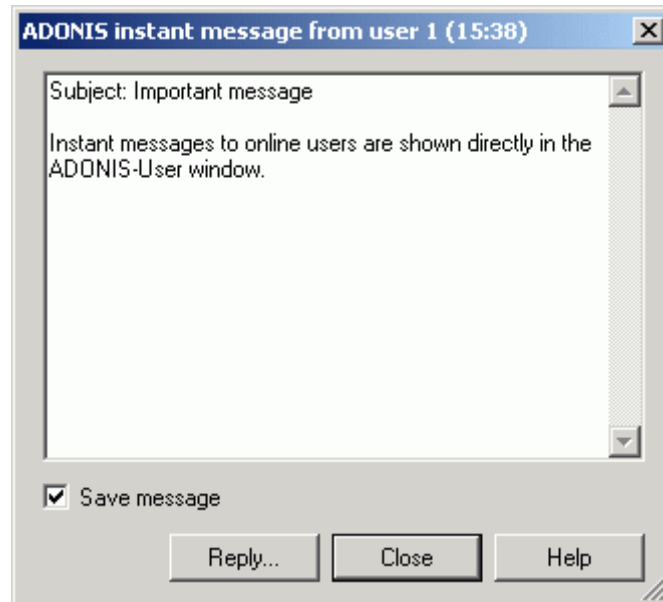 ADONIS instant message from user 1 (15:38)
Subject: Important message
Instant messages to online users are shown directly in the
ADONIS-User window.
Save message
Reply...
Close
Help